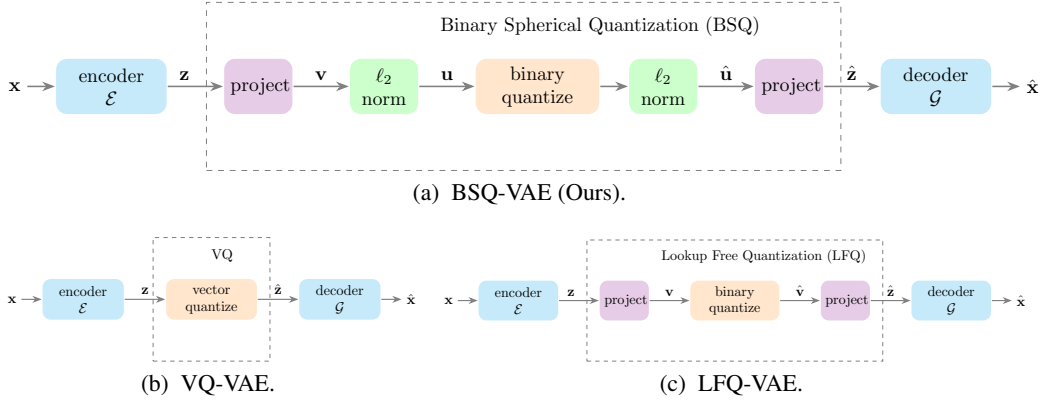 Binary Spherical Quantization (BSQ)
x encoder ℰ z project v ℓ₂ norm u binary quantize ℓ₂ norm û project ẑ decoder 𝒢 x̂
(a) BSQ-VAE (Ours).
VQ
x encoder ℰ z vector quantize ẑ decoder 𝒢 x̂
(b) VQ-VAE.
Lookup Free Quantization (LFQ)
x encoder ℰ z project v binary quantize v̂ project ẑ decoder 𝒢 x̂
(c) LFQ-VAE.